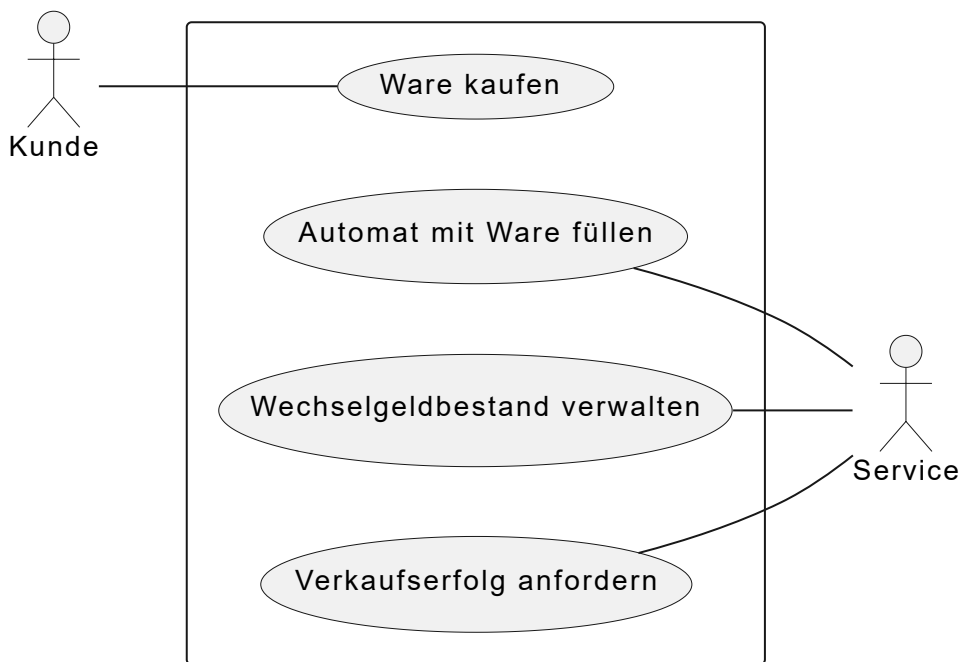 Ware kaufen
Kunde
Automat mit Ware füllen
Wechselgeldbestand verwalten
Service
Verkaufserfolg anfordern